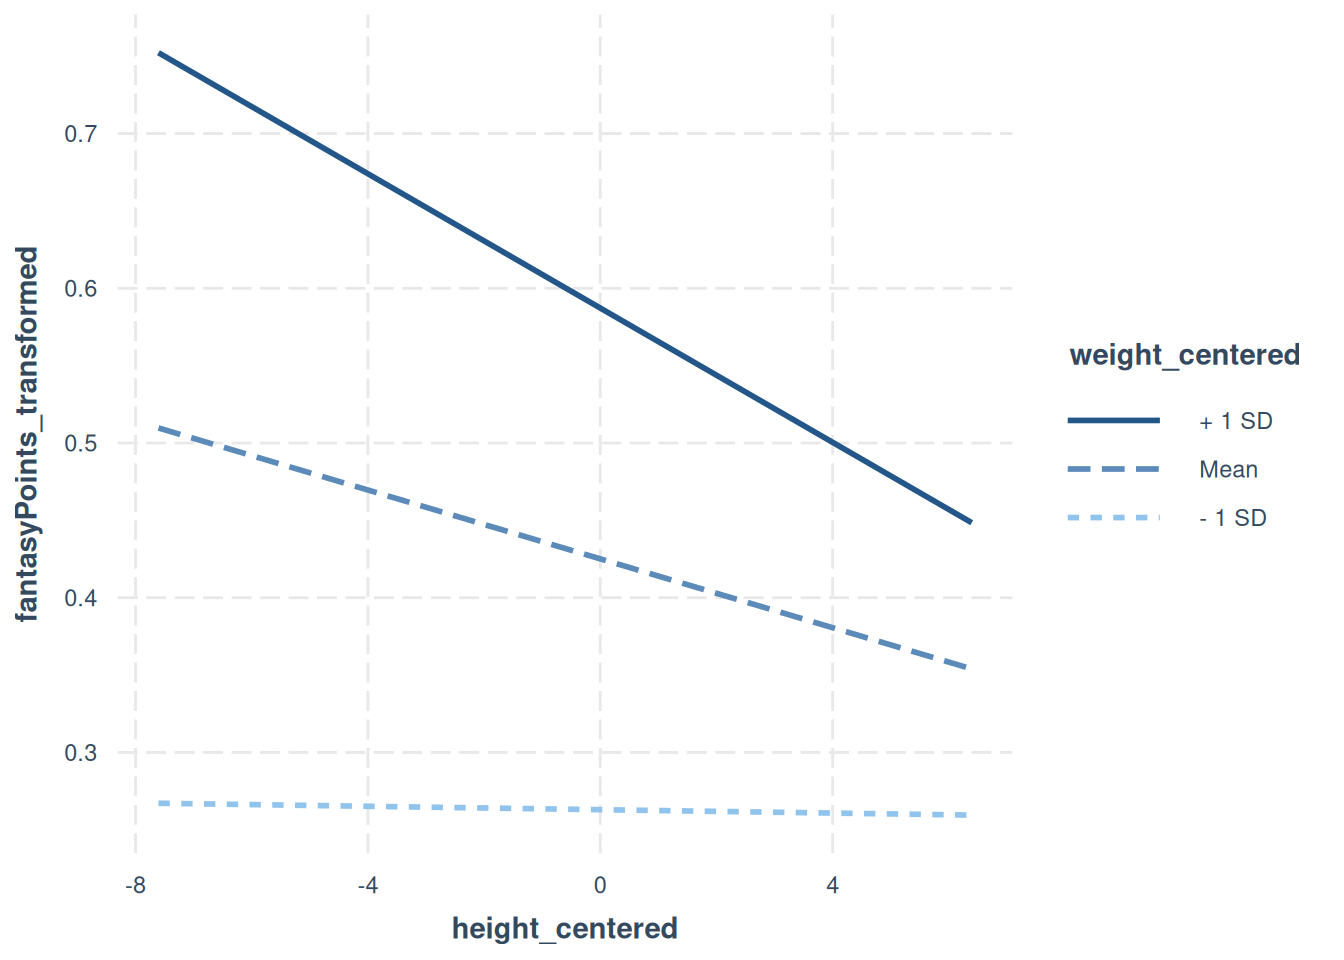 fantasyPoints_transformed
0.7
0.6
0.5
0.4
0.3
-8 -4 0 4
height_centered
weight_centered
+ 1 SD
Mean
- 1 SD